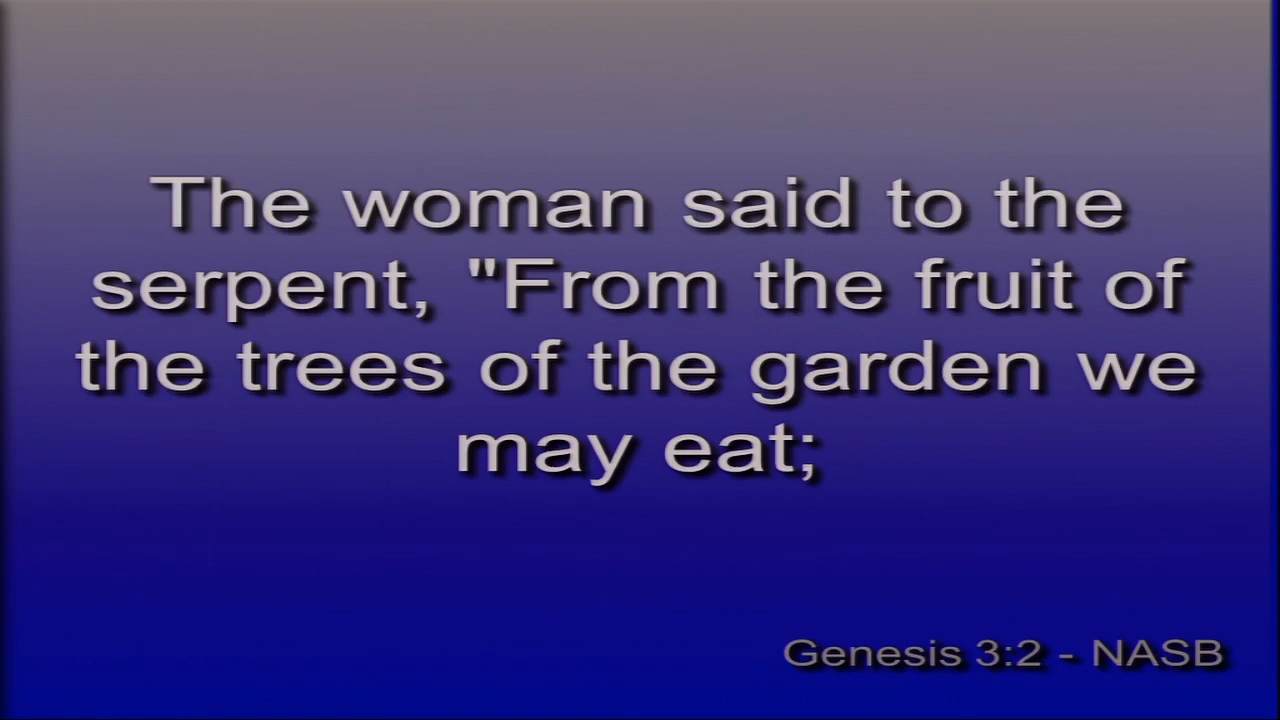 The woman said to the
serpent, "From the fruit of
the trees of the garden we
may eat;
Genesis 3:2 - NASB